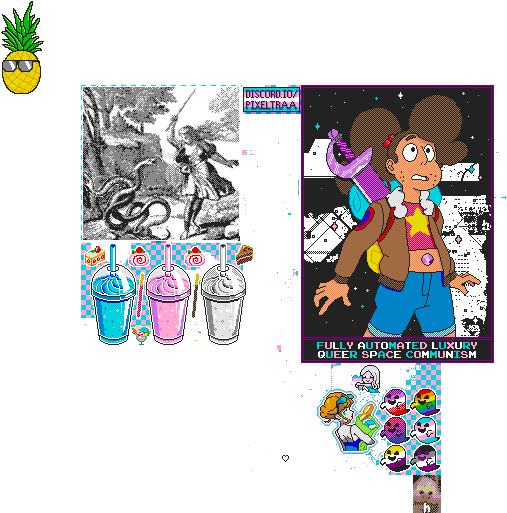 DISCORD.IO/
PIXELTRAA
FULLY AUTOMATED LUXURY
QUEER SPACE COMMUNISM